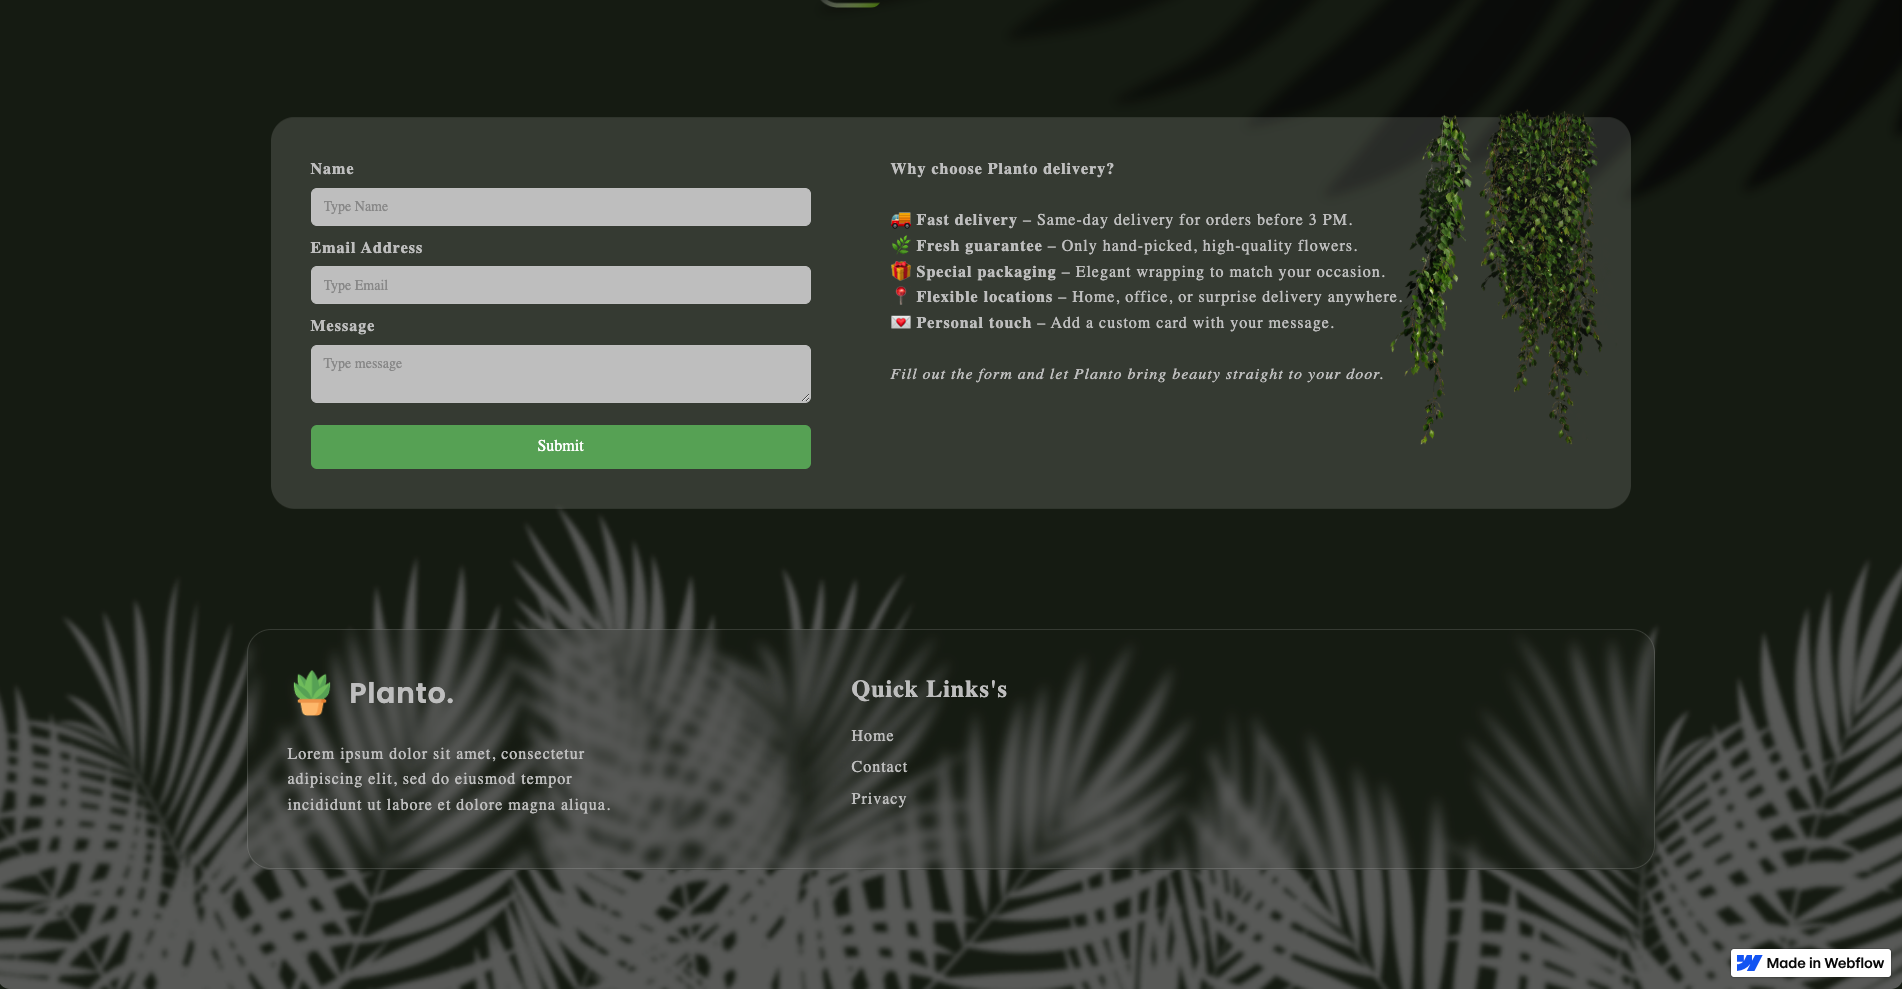 Name
Type Name
Email Address
Type Email
Message
Type message
Submit
Why choose Planto delivery?
🚚 Fast delivery – Same-day delivery for orders before 3 PM.
🌿 Fresh guarantee – Only hand-picked, high-quality flowers.
🎁 Special packaging – Elegant wrapping to match your occasion.
📍 Flexible locations – Home, office, or surprise delivery anywhere.
💌 Personal touch – Add a custom card with your message.
Fill out the form and let Planto bring beauty straight to your door.
Planto.
Lorem ipsum dolor sit amet, consectetur
adipiscing elit, sed do eiusmod tempor
incididunt ut labore et dolore magna aliqua.
Quick Links's
Home
Contact
Privacy
Made in Webflow